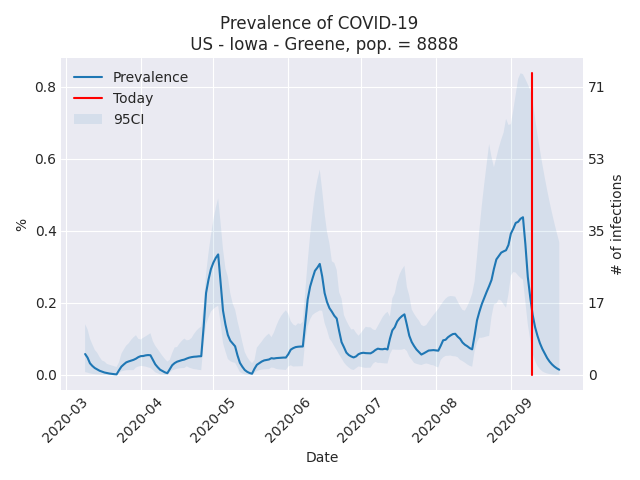 Prevalence of COVID-19
US - Iowa - Greene, pop. = 8888
Prevalence
Today
95CI
0.8
0.6
0.4
0.2
0.0
%
71
53
35
17
0
# of infections
2020-03
2020-04
2020-05
2020-06
2020-07
2020-08
2020-09
Date